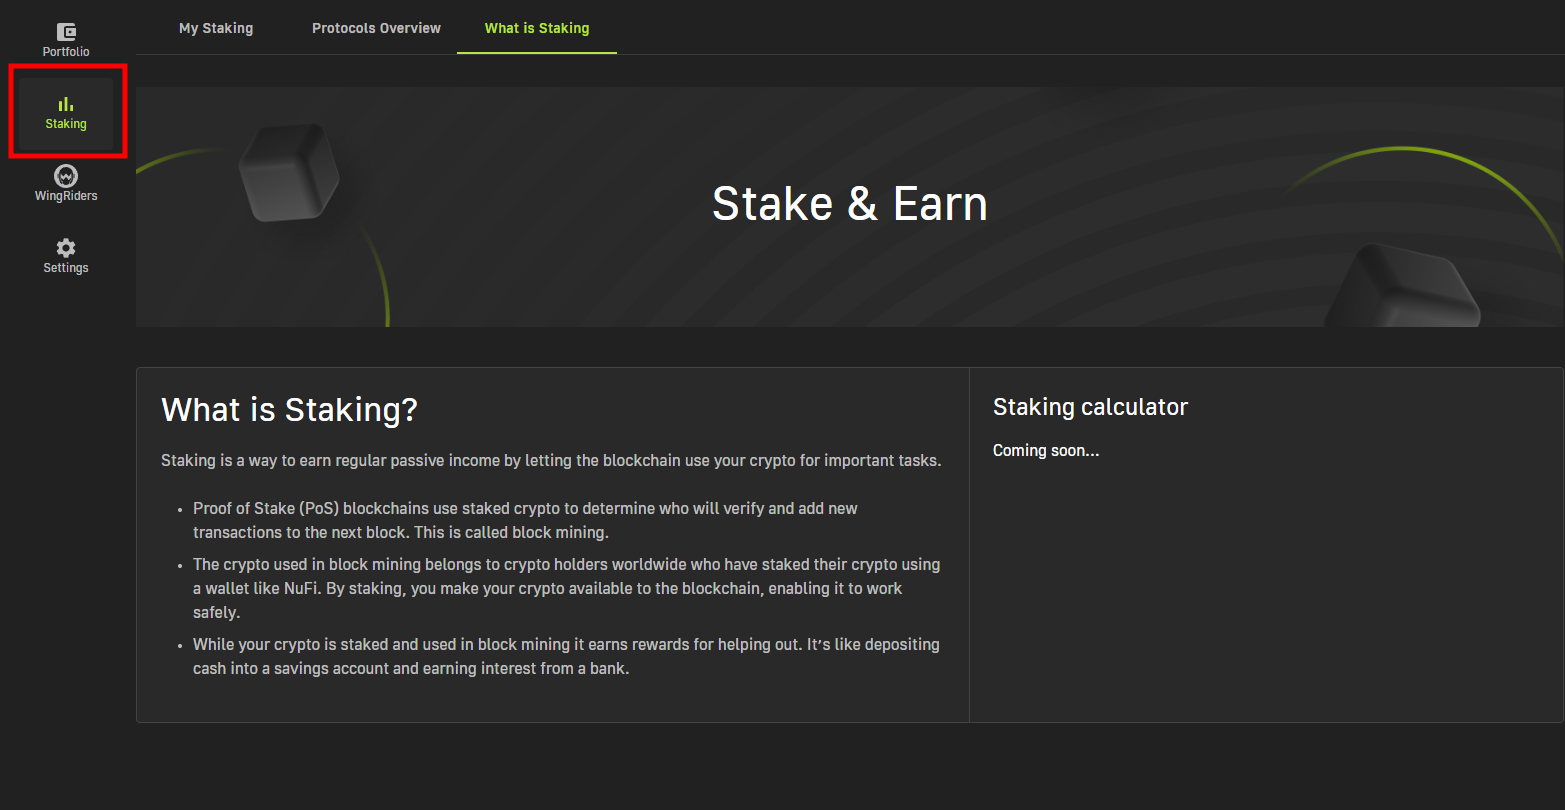 My Staking
Protocols Overview
What is Staking
Portfolio
Staking
WingRiders
Settings
Stake & Earn
What is Staking?
Staking is a way to earn regular passive income by letting the blockchain use your crypto for important tasks.
• Proof of Stake (PoS) blockchains use staked crypto to determine who will verify and add new
transactions to the next block. This is called block mining.
• The crypto used in block mining belongs to crypto holders worldwide who have staked their crypto using
a wallet like NuFi. By staking, you make your crypto available to the blockchain, enabling it to work
safely.
• While your crypto is staked and used in block mining it earns rewards for helping out. It’s like depositing
cash into a savings account and earning interest from a bank.
Staking calculator
Coming soon...